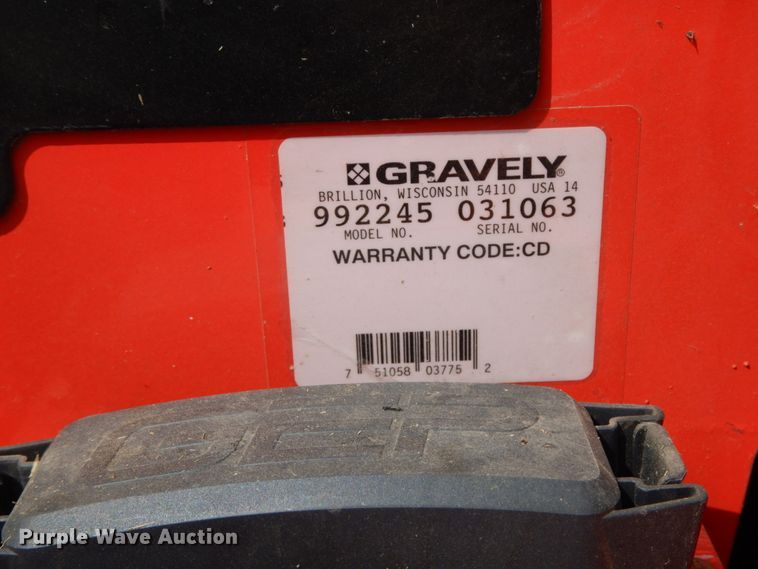 GRAVELY®
BRILLION, WISCONSIN 54110 USA 14
992245 031063
MODEL NO. SERIAL NO.
WARRANTY CODE:CD
7 51058 03775 2
Purple Wave Auction